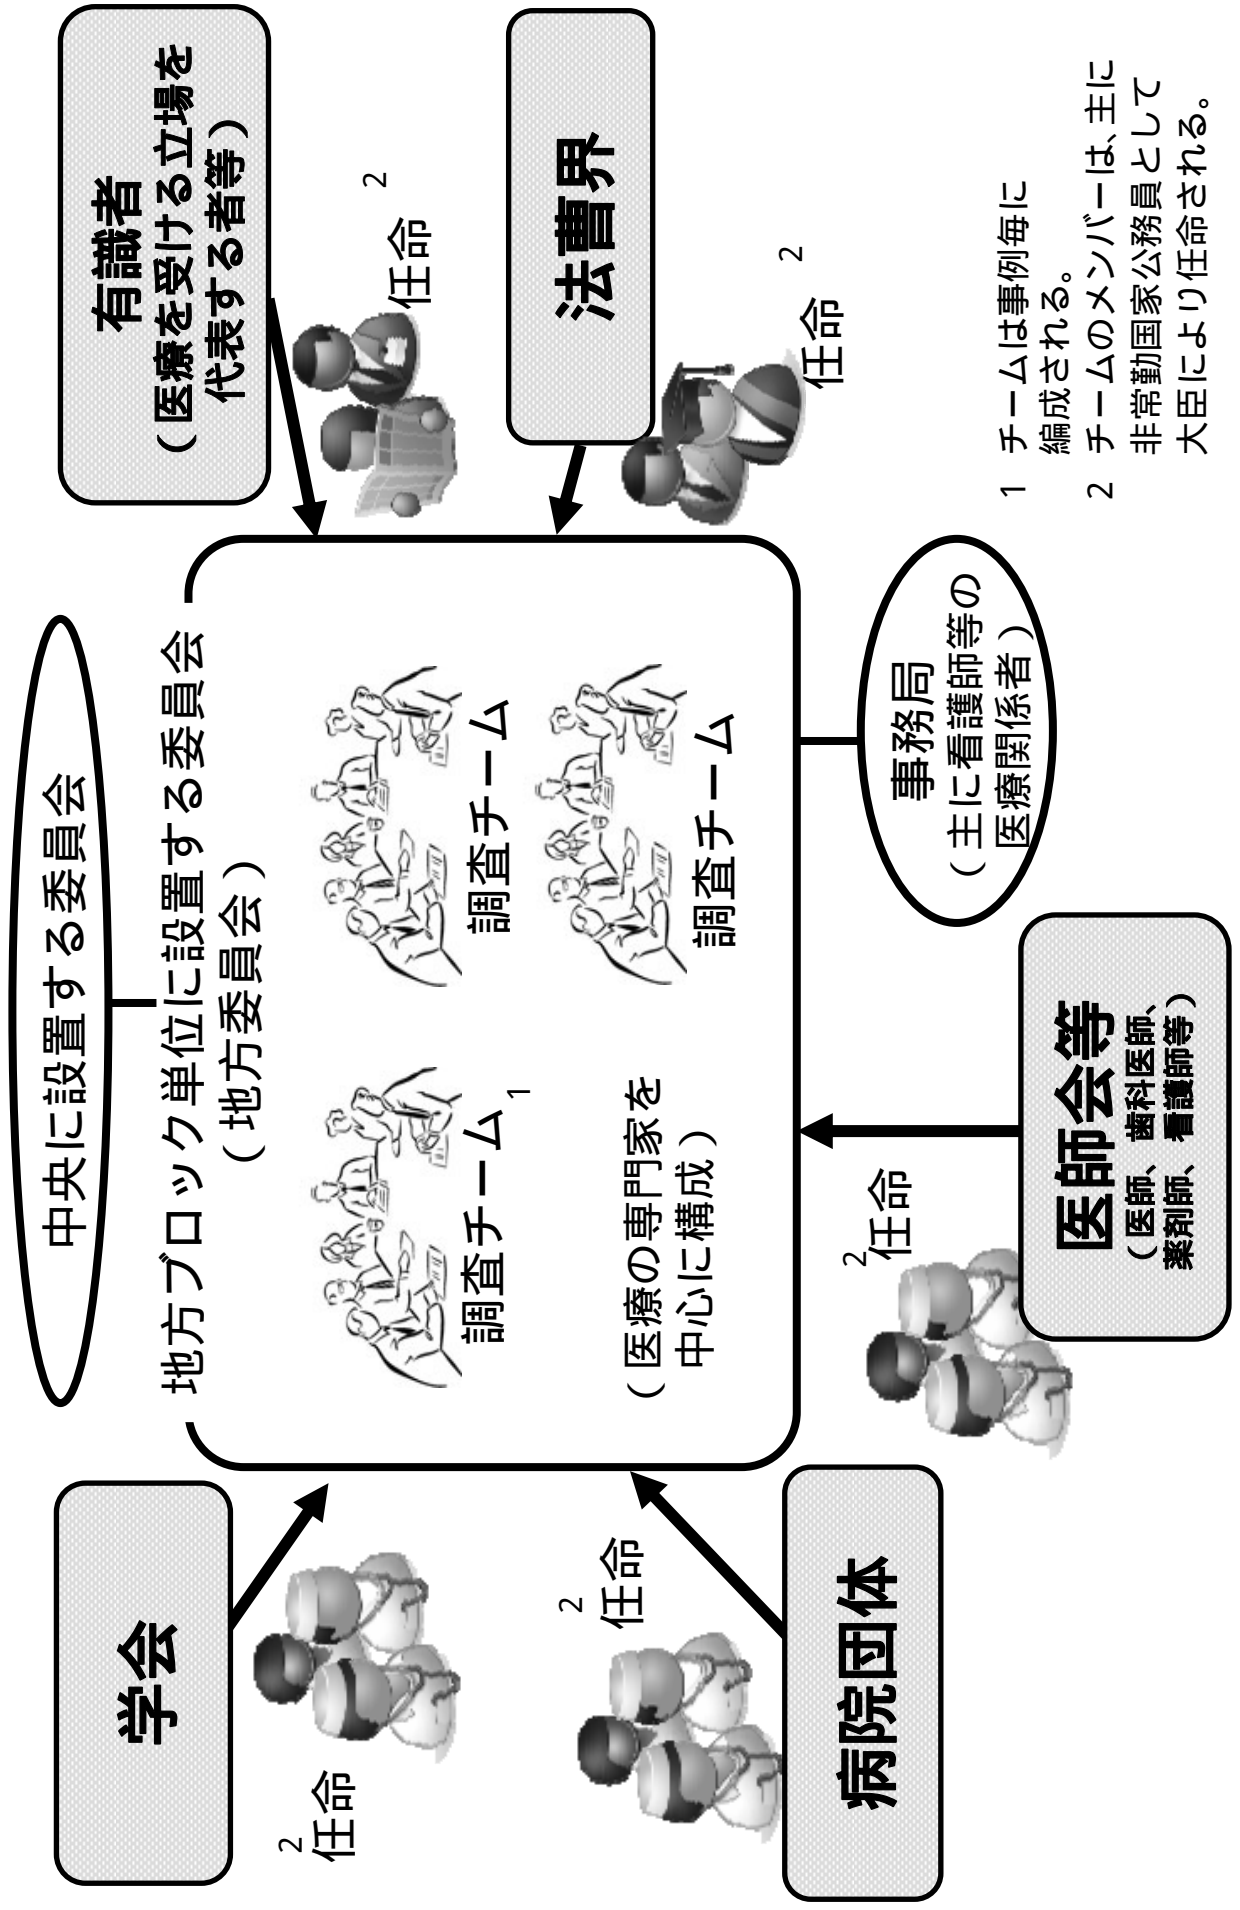 中央に設置する委員会
地方ブロック単位に設置する委員会
(地方委員会)
学会
2
任命
有識者
(医療を受ける立場を
代表する者等)
2
任命
調査チーム
1
調査チーム
調査チーム
(医療の専門家を
中心に構成)
法曹界
2
任命
2
任命
病院団体
2
任命
医師会等
(医師、歯科医師、
薬剤師、看護師等)
事務局
(主に看護師等の
医療関係者)
1 チームは事例毎に
編成される。
2 チームのメンバーは、主に
非常勤国家公務員として
大臣により任命される。